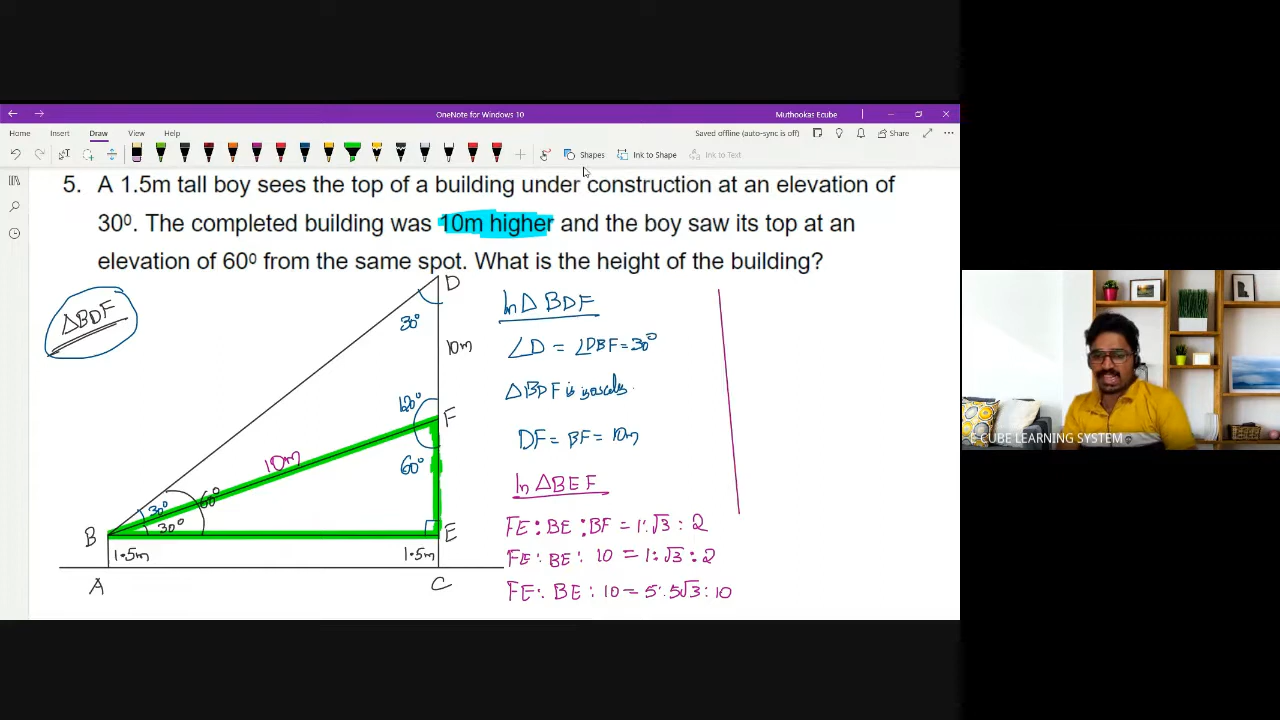 OneNote for Windows 10
Muthookas Ecube
Home Insert Draw View Help
Saved offline (auto-sync is off)
Share
Shapes
Ink to Shape
Ink to Text
5. A 1.5m tall boy sees the top of a building under construction at an elevation of
30⁰. The completed building was 10m higher and the boy saw its top at an
elevation of 60⁰ from the same spot. What is the height of the building?
ΔBDF
D
30°
10m
120°
F
10m
60°
30°
60°
30°
B
E
1.5m
1.5m
A
C
In Δ BDF
∠D = ∠DBF = 30°
ΔBDF is isosceles.
DF = BF = 10m
In ΔBEF
FE : BE : BF = 1:√3 : 2
FE : BE : 10 = 1:√3 : 2
FE : BE : 10 = 5:5√3 : 10
E CUBE LEARNING SYSTEM